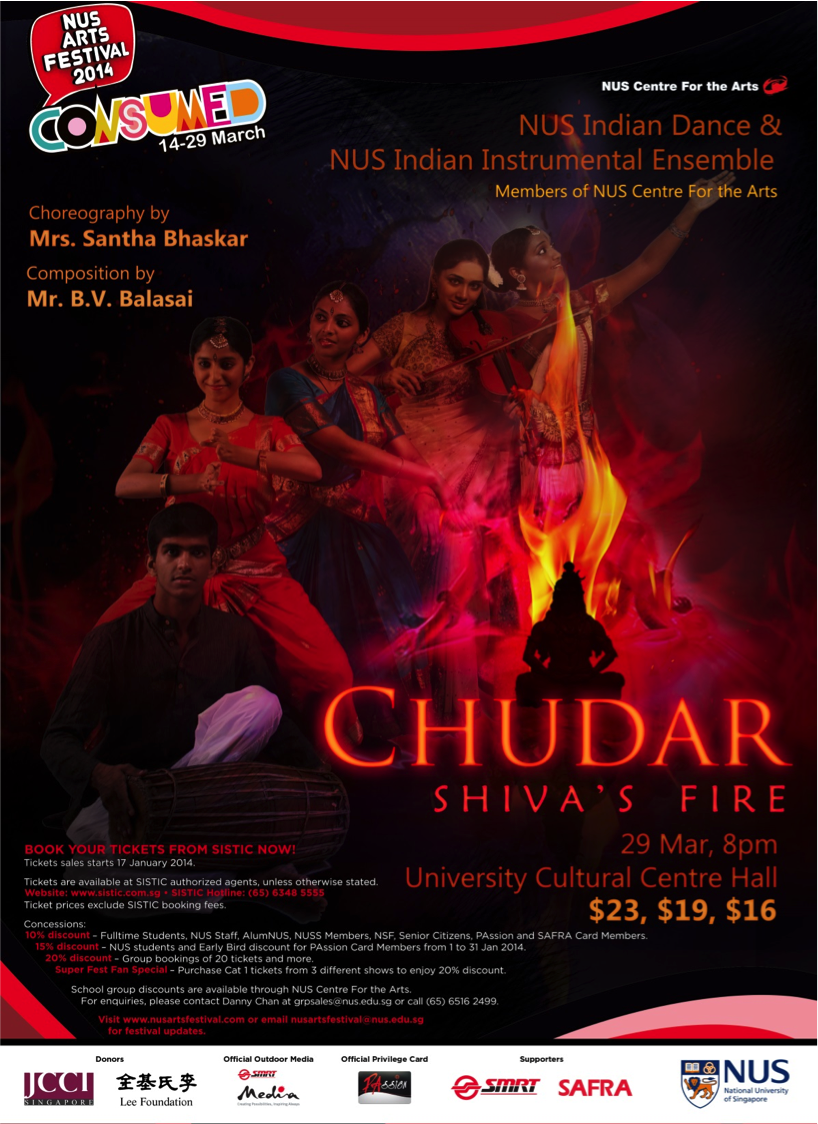 NUS
ARTS
FESTIVAL
2014
CONSUMED
14-29 March
NUS Centre For the Arts
NUS Indian Dance &
NUS Indian Instrumental Ensemble
Members of NUS Centre For the Arts
Choreography by
Mrs. Santha Bhaskar
Composition by
Mr. B.V. Balasai
CHUDAR
SHIVA'S FIRE
29 Mar, 8pm
University Cultural Centre Hall
$23, $19, $16
BOOK YOUR TICKETS FROM SISTIC NOW!
Tickets sales starts 17 January 2014.
Tickets are available at SISTIC authorized agents, unless otherwise stated.
Website: www.sistic.com.sg • SISTIC Hotline: (65) 6348 5555
Ticket prices exclude SISTIC booking fees.
Concessions:
10% discount – Fulltime Students, NUS Staff, AlumNUS, NUSS Members, NSF, Senior Citizens, PAssion and SAFRA Card Members.
15% discount – NUS students and Early Bird discount for PAssion Card Members from 1 to 31 Jan 2014.
20% discount – Group bookings of 20 tickets and more.
Super Fest Fan Special – Purchase Cat 1 tickets from 3 different shows to enjoy 20% discount.
School group discounts are available through NUS Centre For the Arts.
For enquiries, please contact Danny Chan at grpsales@nus.edu.sg or call (65) 6516 2499.
Visit www.nusartsfestival.com or email nusartsfestival@nus.edu.sg
for festival updates.
Donors
JCCI
SINGAPORE
金基氏李
Lee Foundation
Official Outdoor Media
SMRT
Media
Creating Possibilities, Inspiring Always
Official Privilege Card
PAssion
Supporters
SMRT
SAFRA
NUS
National University
of Singapore